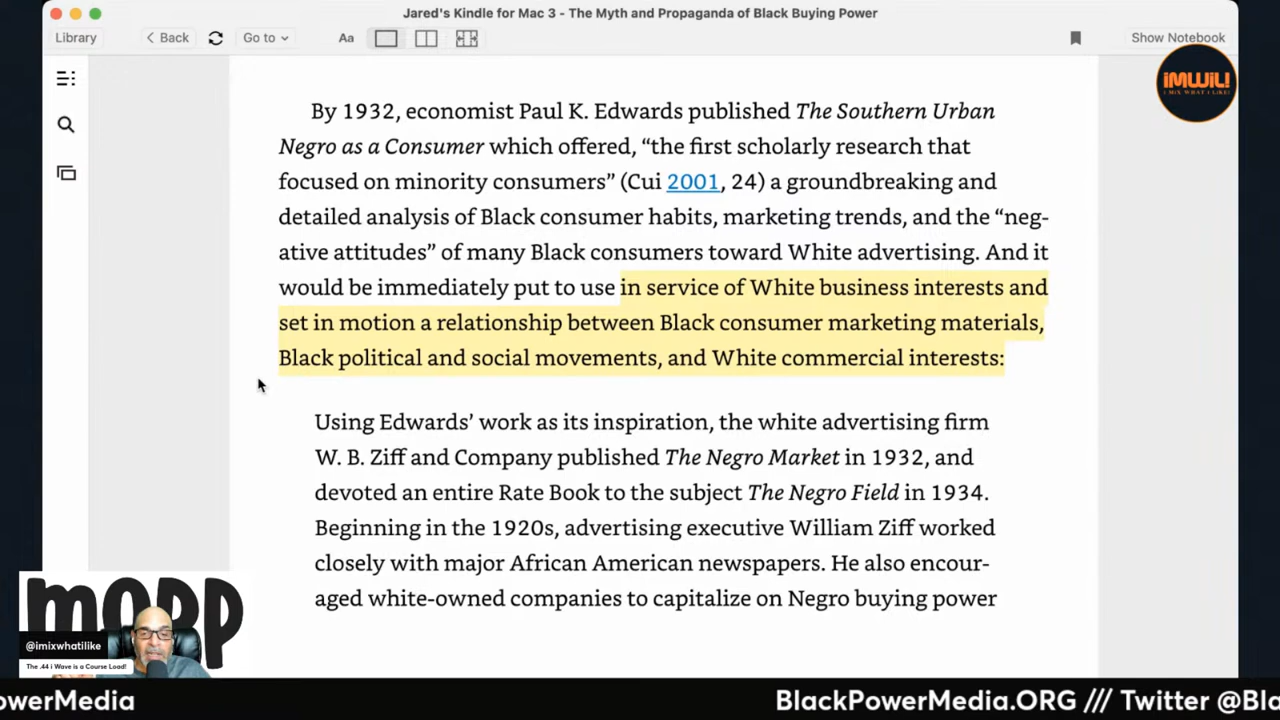 Jared's Kindle for Mac 3 - The Myth and Propaganda of Black Buying Power
Library
Back
Go to
Aa
Show Notebook
iMWiL!
I MIX WHAT I LIKE!
By 1932, economist Paul K. Edwards published The Southern Urban
Negro as a Consumer which offered, “the first scholarly research that
focused on minority consumers” (Cui 2001, 24) a groundbreaking and
detailed analysis of Black consumer habits, marketing trends, and the “neg-
ative attitudes” of many Black consumers toward White advertising. And it
would be immediately put to use in service of White business interests and
set in motion a relationship between Black consumer marketing materials,
Black political and social movements, and White commercial interests:
Using Edwards’ work as its inspiration, the white advertising firm
W. B. Ziff and Company published The Negro Market in 1932, and
devoted an entire Rate Book to the subject The Negro Field in 1934.
Beginning in the 1920s, advertising executive William Ziff worked
closely with major African American newspapers. He also encour-
aged white-owned companies to capitalize on Negro buying power
mOPP
@imixwhatilike
The .44 i Wave is a Course Load!
PowerMedia
BlackPowerMedia.ORG /// Twitter @Bla